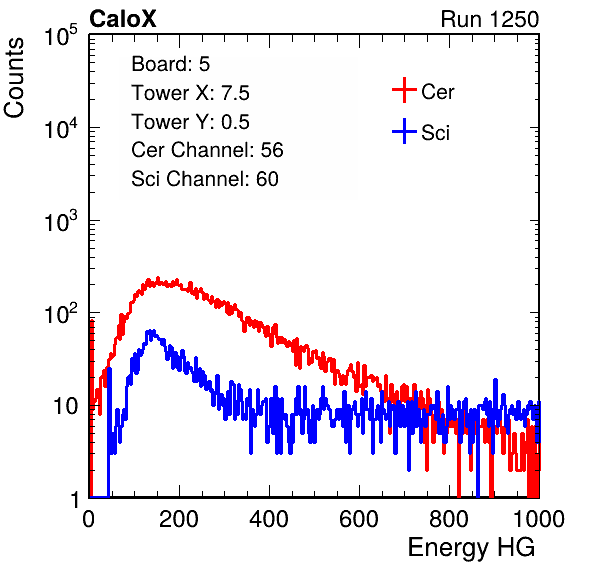 CaloX Run 1250
Counts
10^5
10^4
10^3
10^2
10
1
Board: 5
Tower X: 7.5
Tower Y: 0.5
Cer Channel: 56
Sci Channel: 60
Cer
Sci
0 200 400 600 800 1000
Energy HG